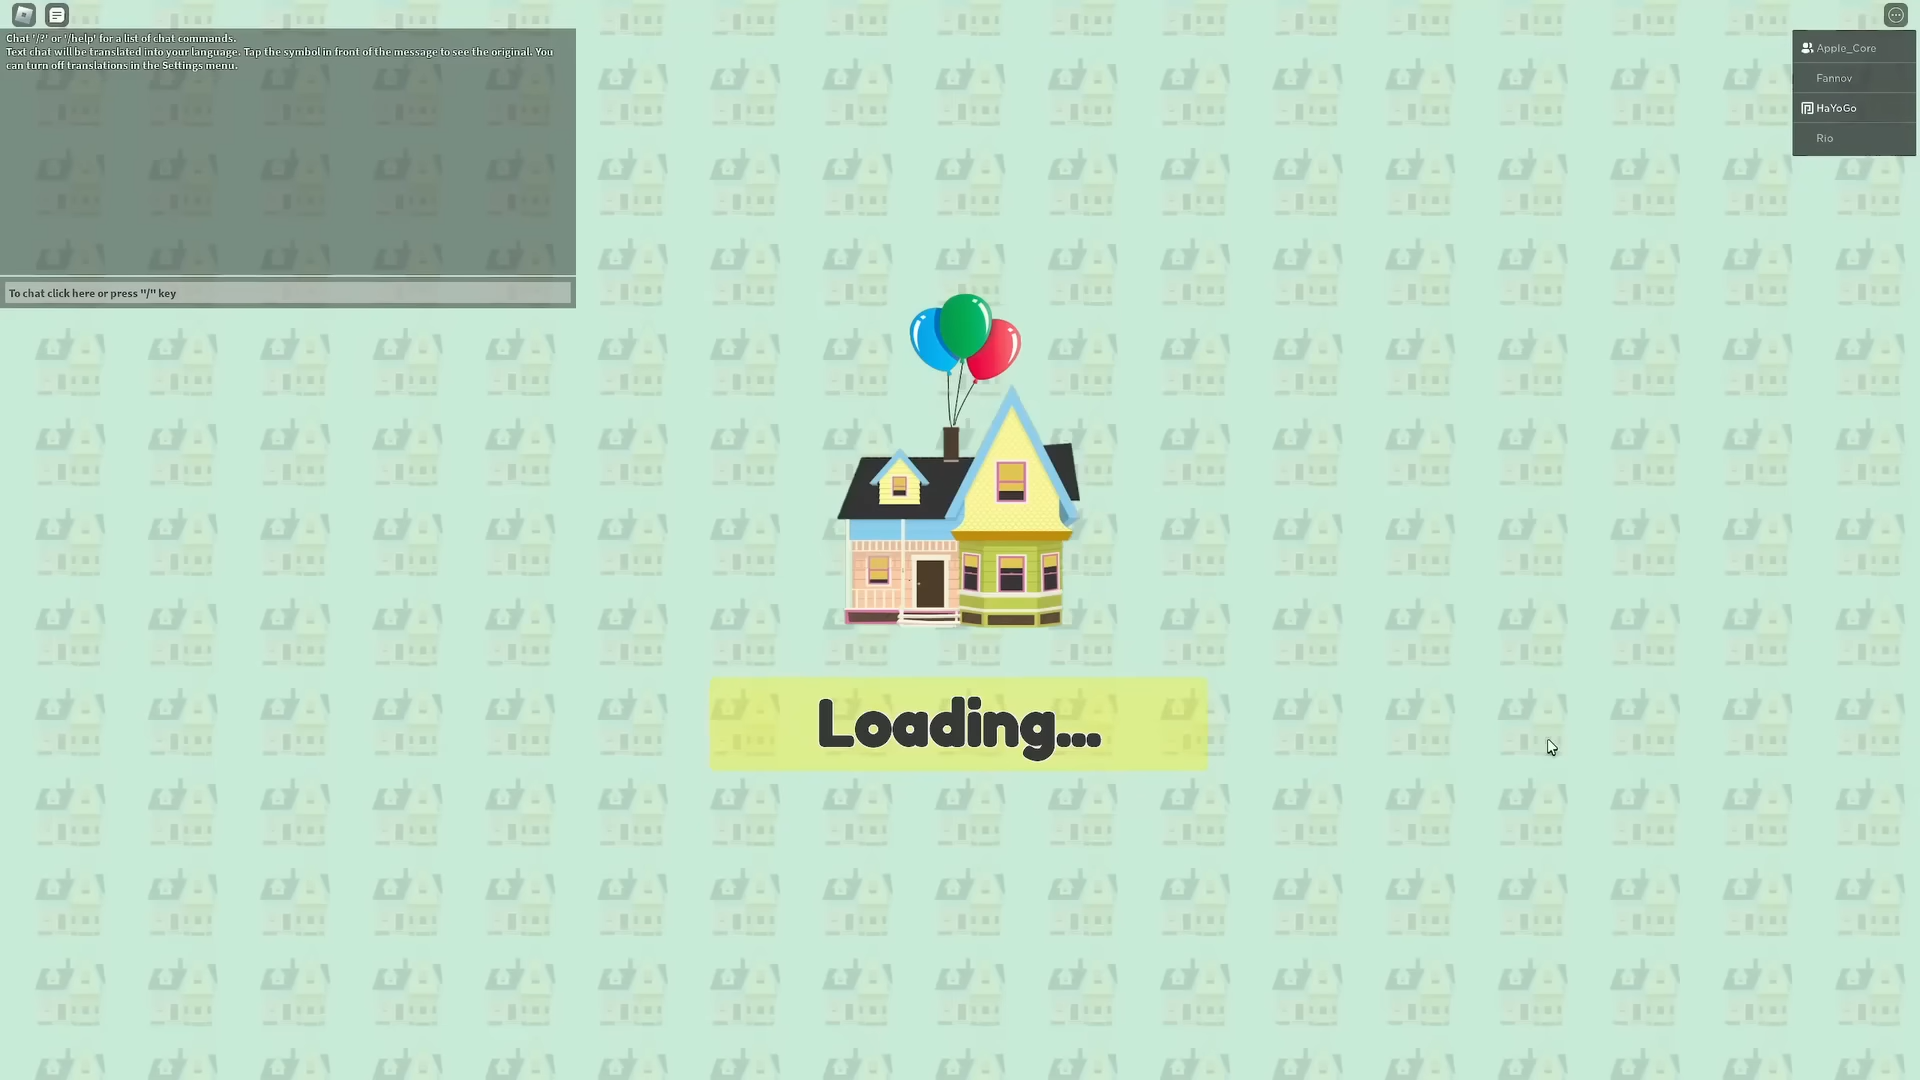 Chat '/?' or '/help' for a list of chat commands.
Text chat will be translated into your language. Tap the symbol in front of the message to see the original. You
can turn off translations in the Settings menu.
To chat click here or press "/" key
Apple_Core
Fannov
HaYoGo
Rio
Loading...